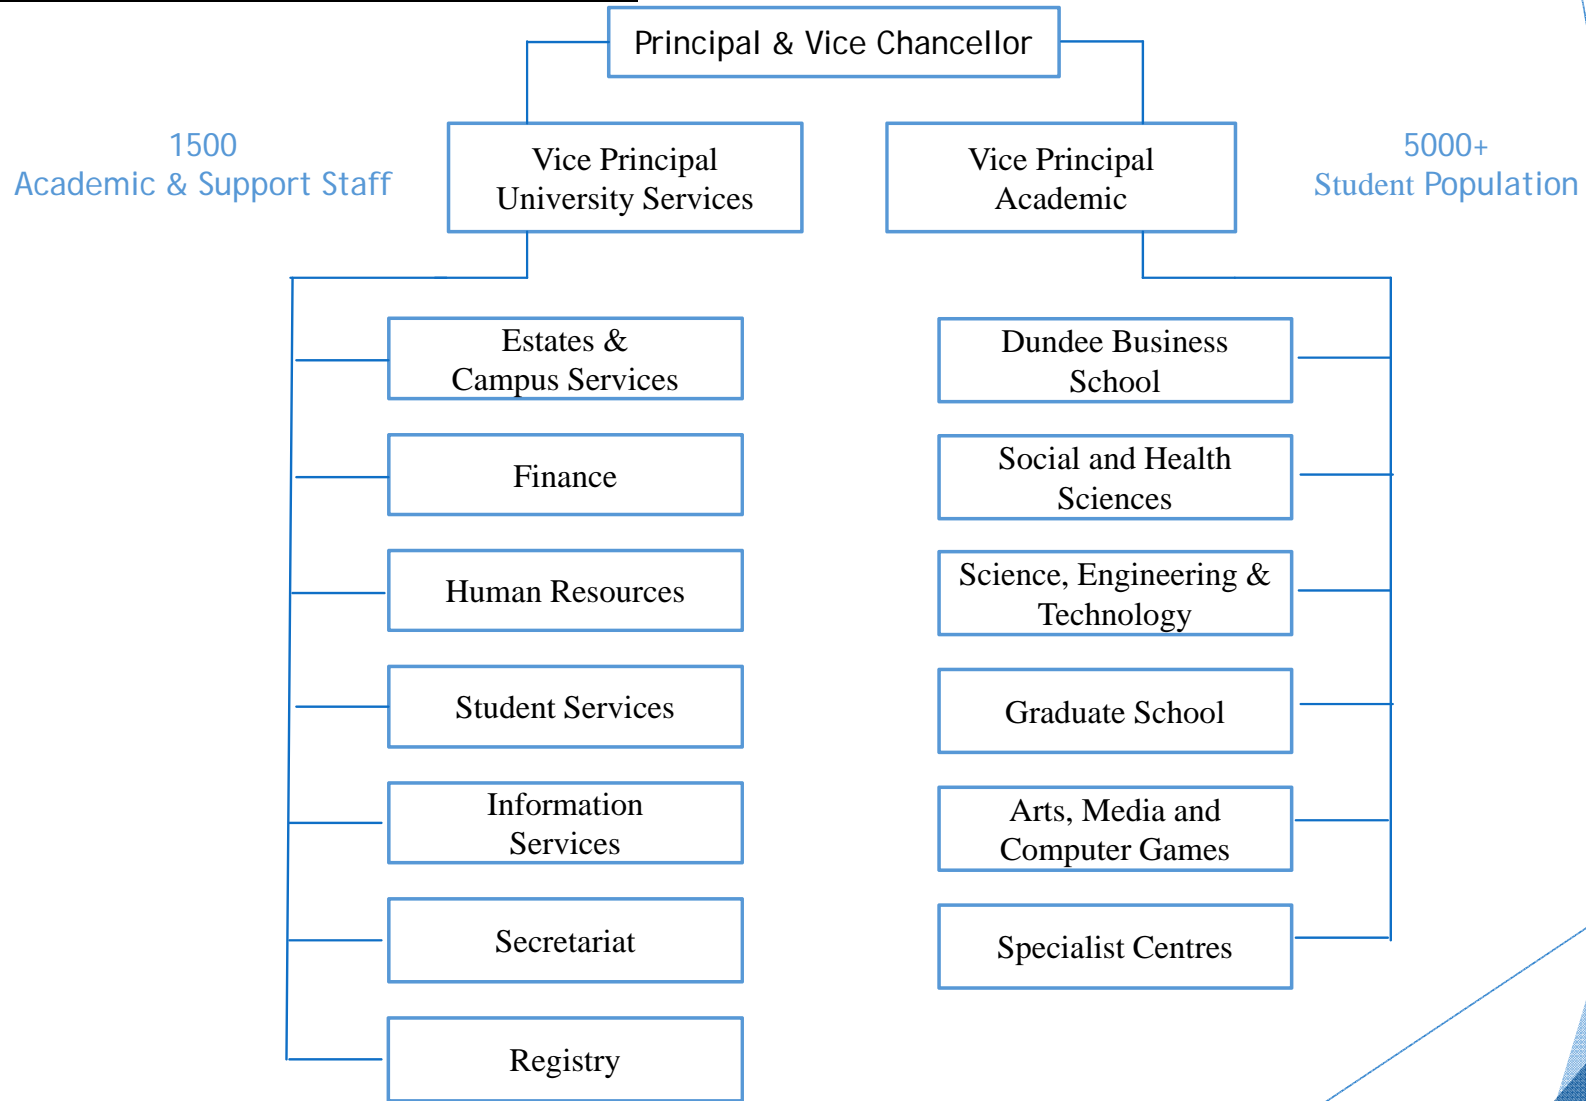 Principal & Vice Chancellor
1500
Academic & Support Staff
Vice Principal
University Services
Vice Principal
Academic
5000+
Student Population
Estates &
Campus Services
Finance
Human Resources
Student Services
Information
Services
Secretariat
Registry
Dundee Business
School
Social and Health
Sciences
Science, Engineering &
Technology
Graduate School
Arts, Media and
Computer Games
Specialist Centres